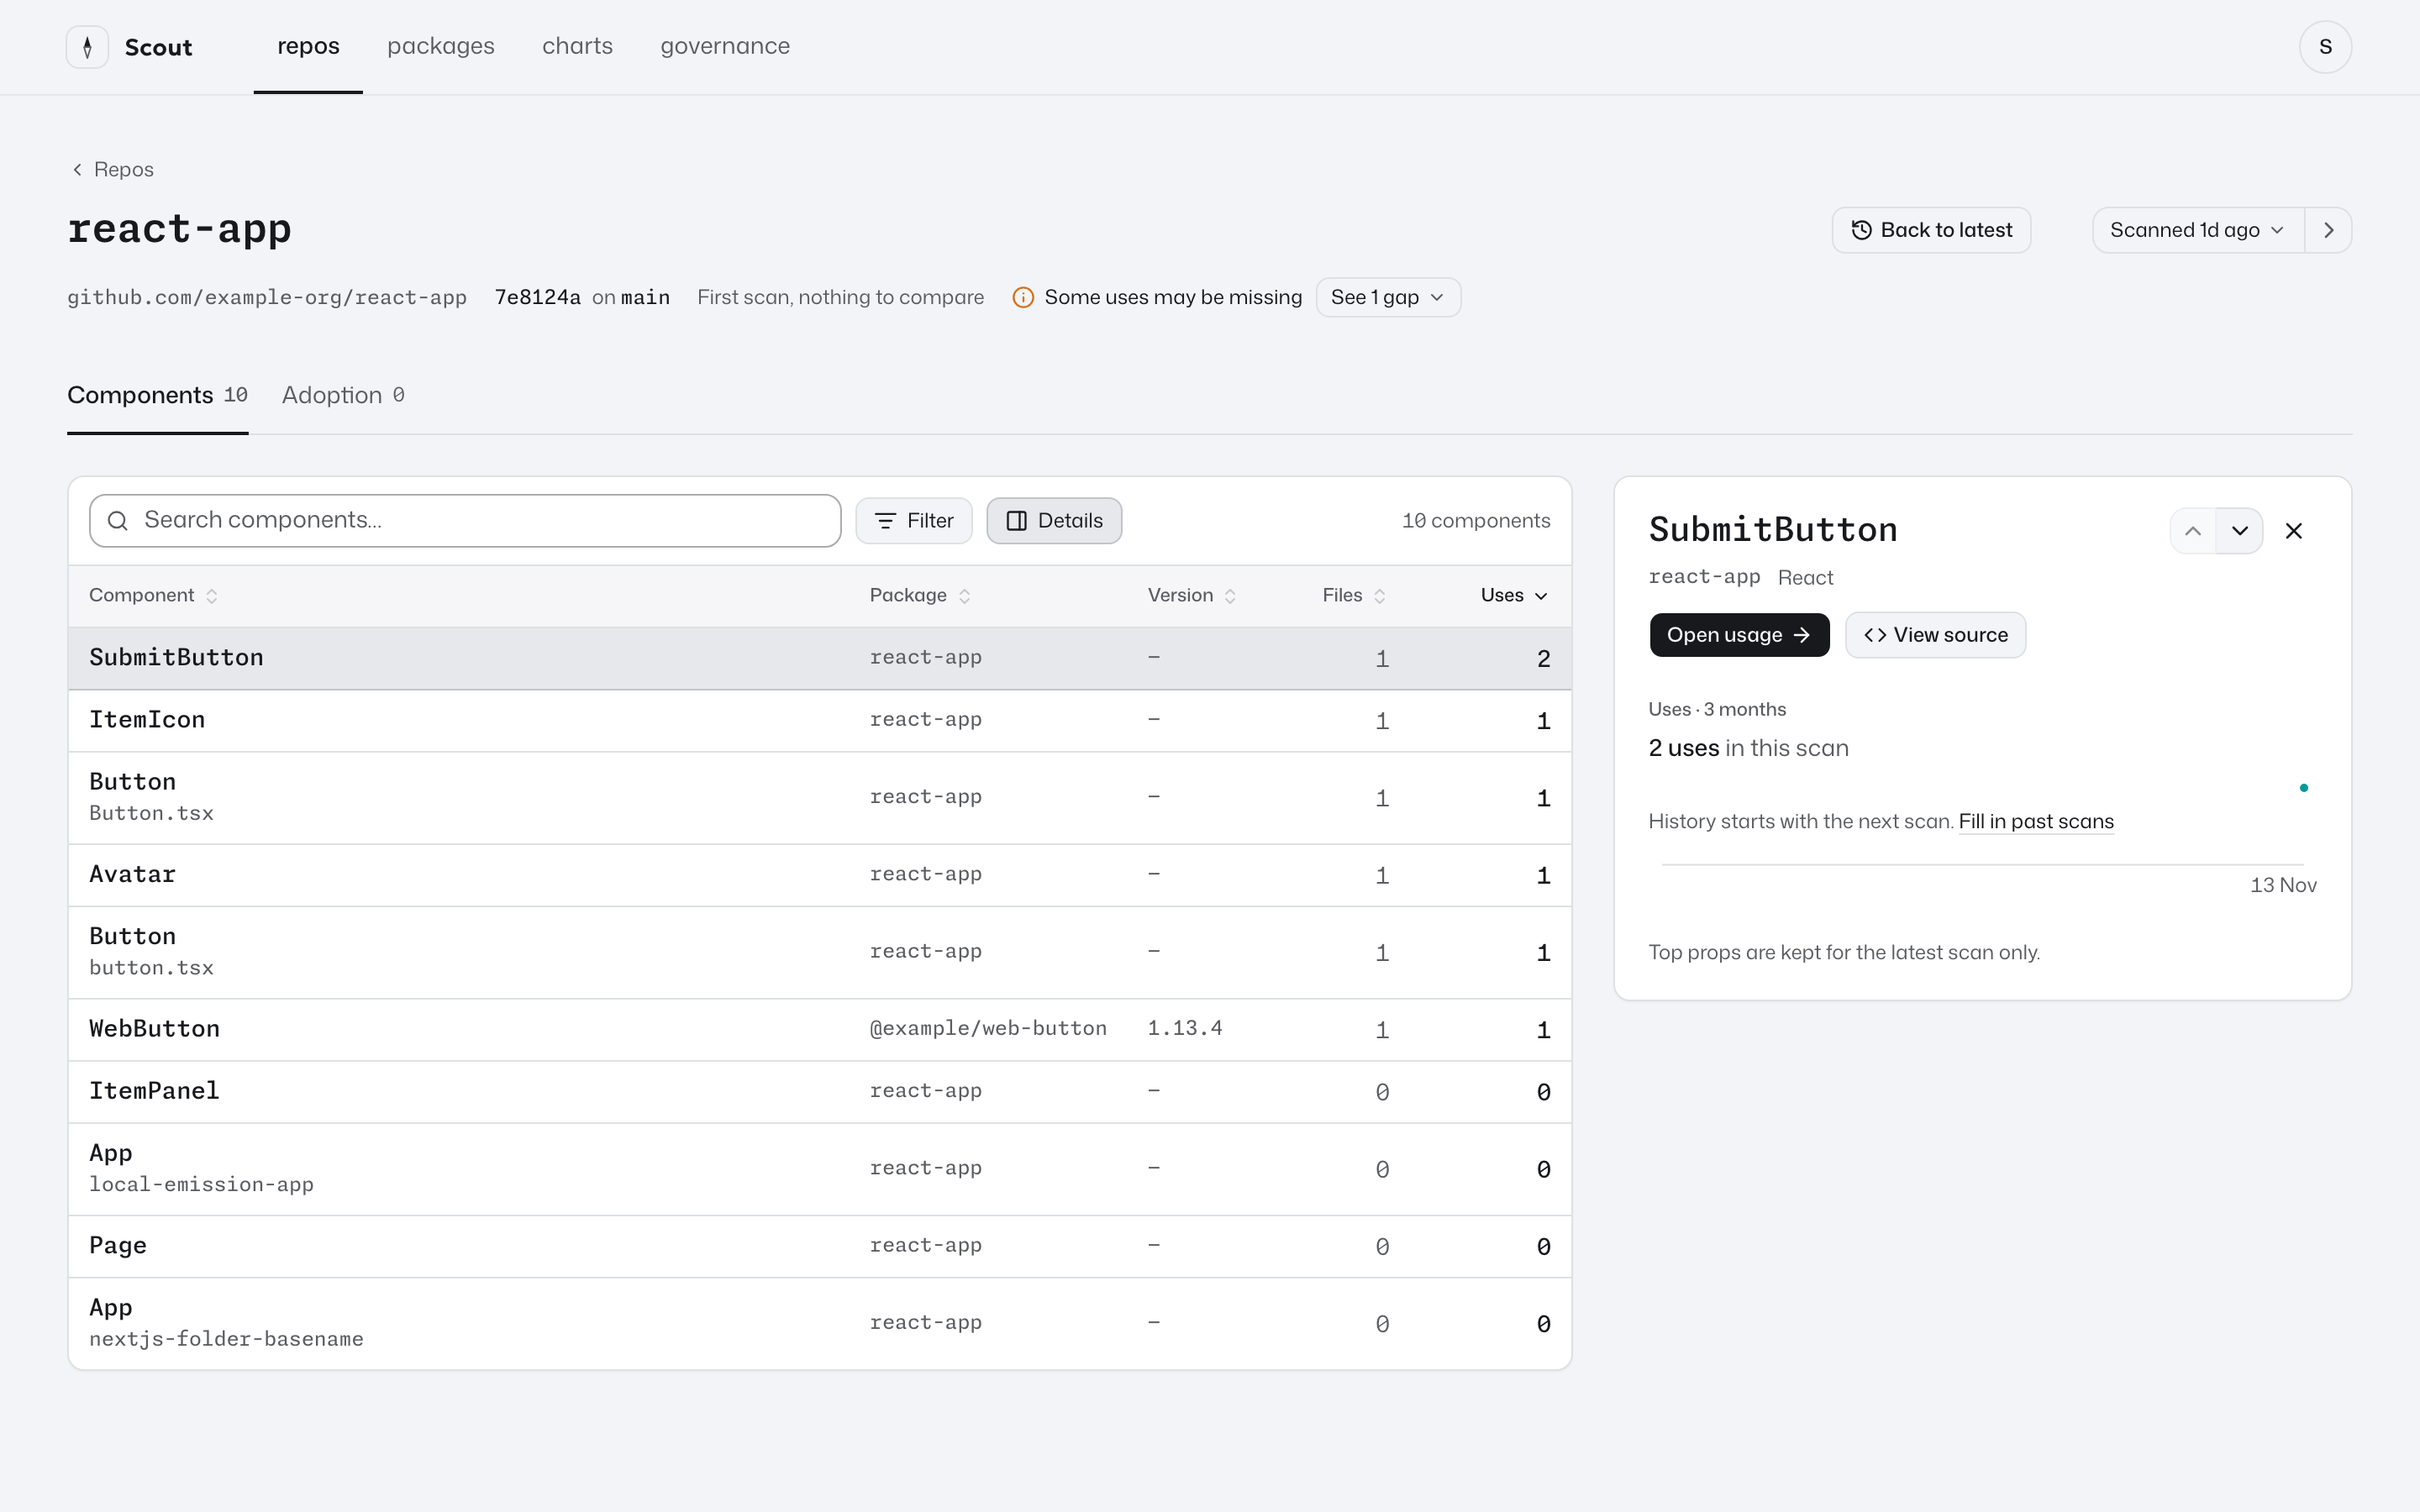 Scout
repos
packages
charts
governance
S
Repos
react-app
Back to latest
Scanned 1d ago
github.com/example-org/react-app 7e8124a on main First scan, nothing to compare Some uses may be missing See 1 gap
Components 10
Adoption 0
Search components...
Filter
Details
10 components
Component Package Version Files Uses
SubmitButton react-app – 1 2
ItemIcon react-app – 1 1
Button react-app – 1 1
Button.tsx
Avatar react-app – 1 1
Button react-app – 1 1
button.tsx
WebButton @example/web-button 1.13.4 1 1
ItemPanel react-app – 0 0
App react-app – 0 0
local-emission-app
Page react-app – 0 0
App react-app – 0 0
nextjs-folder-basename
SubmitButton
react-app React
Open usage
View source
Uses · 3 months
2 uses in this scan
History starts with the next scan. Fill in past scans
13 Nov
Top props are kept for the latest scan only.